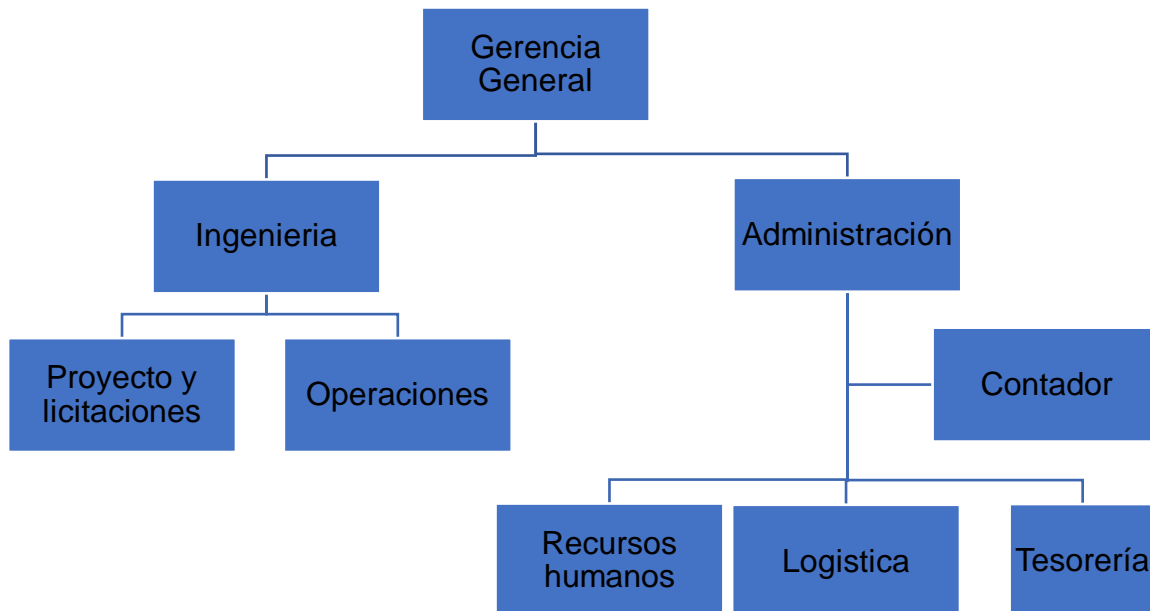 Gerencia
General
Ingenieria
Administración
Proyecto y
licitaciones
Operaciones
Contador
Recursos
humanos
Logistica
Tesorería